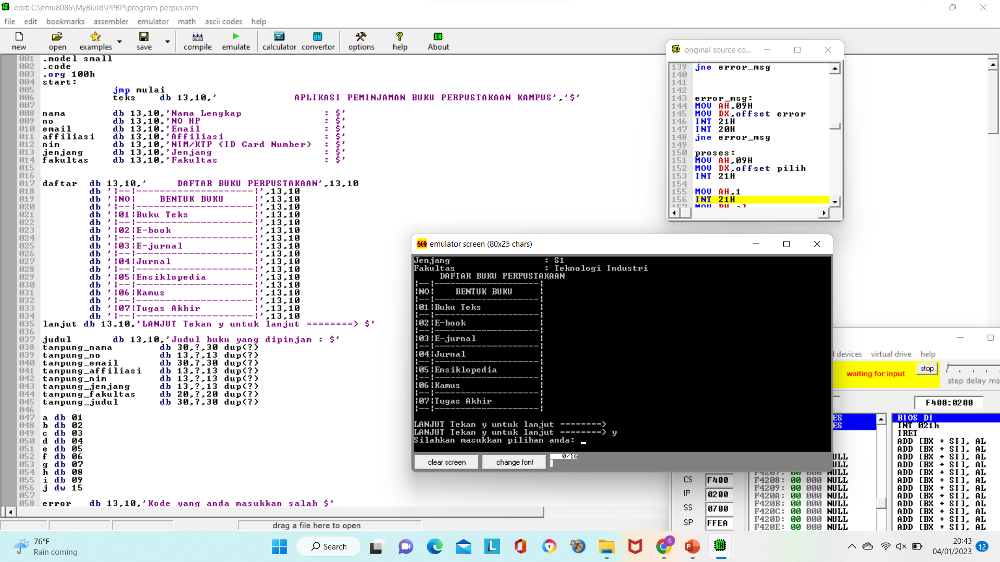 edit: C:\emu8086\MyBuild\PPBP\program perpus.asm
file edit bookmarks assembler emulator math ascii codes help
new open examples save compile emulate calculator convertor options help About
001 .model small
002 .code
003 .org 100h
004 start:
005 jmp mulai
006 teks db 13,10,' APLIKASI PEMINJAMAN BUKU PERPUSTAKAAN KAMPUS','$'
007
008 nama db 13,10,'Nama Lengkap : $'
009 no db 13,10,'NO HP : $'
010 email db 13,10,'Email : $'
011 affiliasi db 13,10,'Affiliasi : $'
012 nim db 13,10,'NIM/KTP (ID Card Number) : $'
013 jenjang db 13,10,'Jenjang : $'
014 fakultas db 13,10,'Fakultas : $'
015
016
017 daftar db 13,10,' DAFTAR BUKU PERPUSTAKAAN',13,10
018 db '|--|--------------------|',13,10
019 db '|NO| BENTUK BUKU |',13,10
020 db '|--|--------------------|',13,10
021 db '|01|Buku Teks |',13,10
022 db '|--|--------------------|',13,10
023 db '|02|E-book |',13,10
024 db '|--|--------------------|',13,10
025 db '|03|E-jurnal |',13,10
026 db '|--|--------------------|',13,10
027 db '|04|Jurnal |',13,10
028 db '|--|--------------------|',13,10
029 db '|05|Ensiklopedia |',13,10
030 db '|--|--------------------|',13,10
031 db '|06|Kamus |',13,10
032 db '|--|--------------------|',13,10
033 db '|07|Tugas Akhir |',13,10
034 db '|--|--------------------|',13,10
035 lanjut db 13,10,'LANJUT Tekan y untuk lanjut ========> $'
036
037 judul db 13,10,'Judul buku yang dipinjam : $'
038 tampung_nama db 30,?,30 dup(?)
039 tampung_no db 13,?,13 dup(?)
040 tampung_email db 30,?,30 dup(?)
041 tampung_affiliasi db 13,?,13 dup(?)
042 tampung_nim db 13,?,13 dup(?)
043 tampung_jenjang db 13,?,13 dup(?)
044 tampung_fakultas db 20,?,20 dup(?)
045 tampung_judul db 30,?,30 dup(?)
046
047 a db 01
048 b db 02
049 c db 03
050 d db 04
051 e db 05
052 f db 06
053 g db 07
054 h db 08
055 i db 09
056 j dw 15
057
058 error db 13,10,'Kode yang anda masukkan salah $'
drag a file here to open
original source co...
139 jne error_msg
140
141
142
143 error_msg:
144 MOV AH,09H
145 MOV DX,offset error
146 INT 21H
147 INT 20H
148 jne error_msg
149
150 proses:
151 MOV AH,09H
152 MOV DX,offset pilih
153 INT 21H
154
155 MOV AH,1
156 INT 21H
157 MOV BH,al
emulator screen (80x25 chars)
Jenjang : S1
Fakultas : Teknologi Industri
DAFTAR BUKU PERPUSTAKAAN
|--|--------------------|
|NO| BENTUK BUKU |
|--|--------------------|
|01|Buku Teks |
|--|--------------------|
|02|E-book |
|--|--------------------|
|03|E-jurnal |
|--|--------------------|
|04|Jurnal |
|--|--------------------|
|05|Ensiklopedia |
|--|--------------------|
|06|Kamus |
|--|--------------------|
|07|Tugas Akhir |
|--|--------------------|
LANJUT Tekan y untuk lanjut ========>
LANJUT Tekan y untuk lanjut ========> y
Silahkan masukkan pilihan anda: _
clear screen change font 0/16
devices virtual drive help
waiting for input stop
step delay ms
F400:0200
ES
ES
NULL
NULL
F4207: 00 000 NULL
F4208: 00 000 NULL
F4209: 00 000 NULL
F420A: 00 000 NULL
F420B: 00 000 NULL
F420C: 00 000 NULL
F420D: 00 000 NULL
F420E: 00 000 NULL
BIOS DI
INT 021h
IRET
ADD [BX + SI], AL
ADD [BX + SI], AL
ADD [BX + SI], AL
ADD [BX + SI], AL
ADD [BX + SI], AL
ADD [BX + SI], AL
ADD [BX + SI], AL
ADD [BX + SI], AL
ADD [BX + SI], AL
ADD [BX + SI], AL
ADD [BX + SI], AL
ADD [BX + SI], AL
CS F400
IP 0200
SS 0700
SP FFEA
76°F
Rain coming
Search
20:43
04/01/2023
12